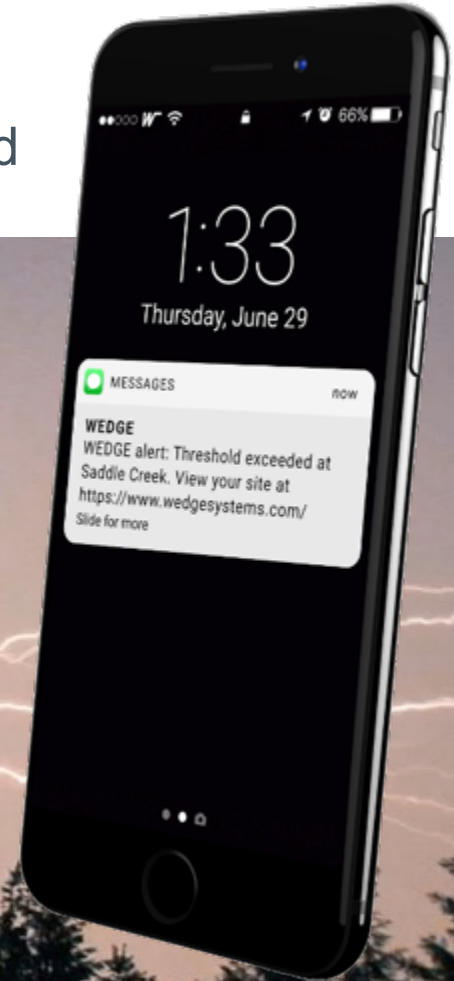 d
W 66%
1:33
Thursday, June 29
MESSAGES now
WEDGE
WEDGE alert: Threshold exceeded at
Saddle Creek. View your site at
https://www.wedgesystems.com/
Slide for more